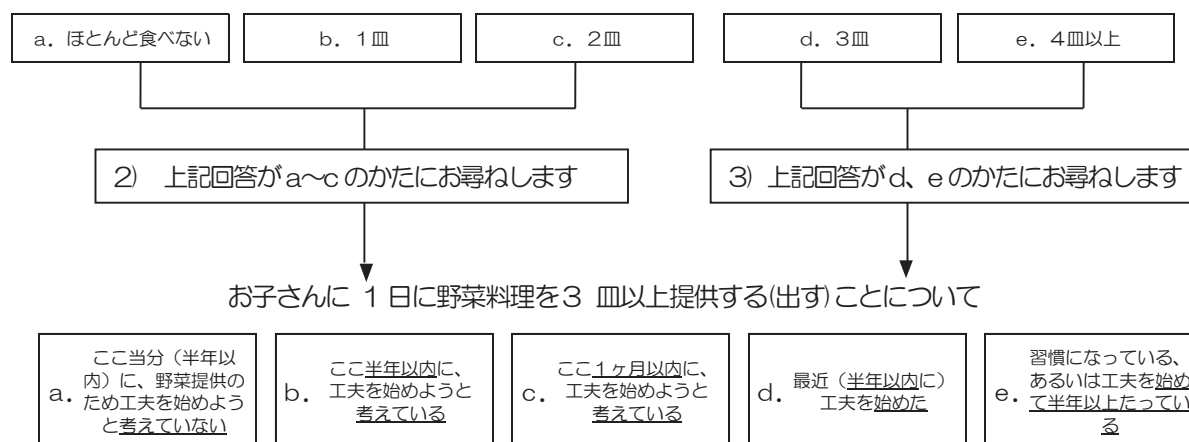 a．ほとんど食べない
b．1皿
c．2皿
d．3皿
e．4皿以上
2)　上記回答がa～cのかたにお尋ねします
3) 上記回答がd、eのかたにお尋ねします
お子さんに 1日に野菜料理を3 皿以上提供する(出す)ことについて
a．
ここ当分（半年以
内）に、野菜提供の
ため工夫を始めよう
と考えていない
b．
ここ半年以内に、
工夫を始めようと
考えている
c．
ここ1ヶ月以内に、
工夫を始めようと
考えている
d．
最近（半年以内に）
工夫を始めた
e．
習慣になっている、
あるいは工夫を始め
て半年以上たってい
る